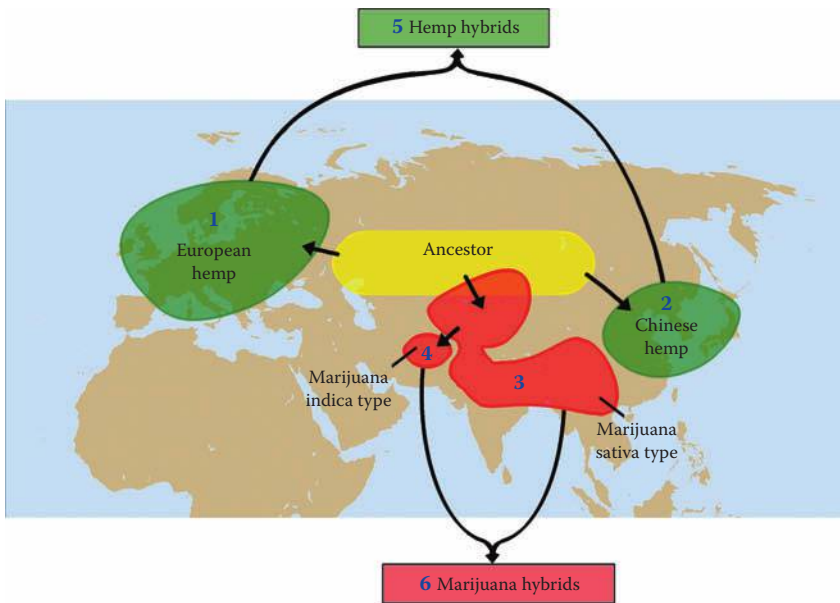 5 Hemp hybrids
1
European
hemp
Ancestor
2
Chinese
hemp
4
3
Marijuana
indica type
Marijuana
sativa type
6 Marijuana hybrids